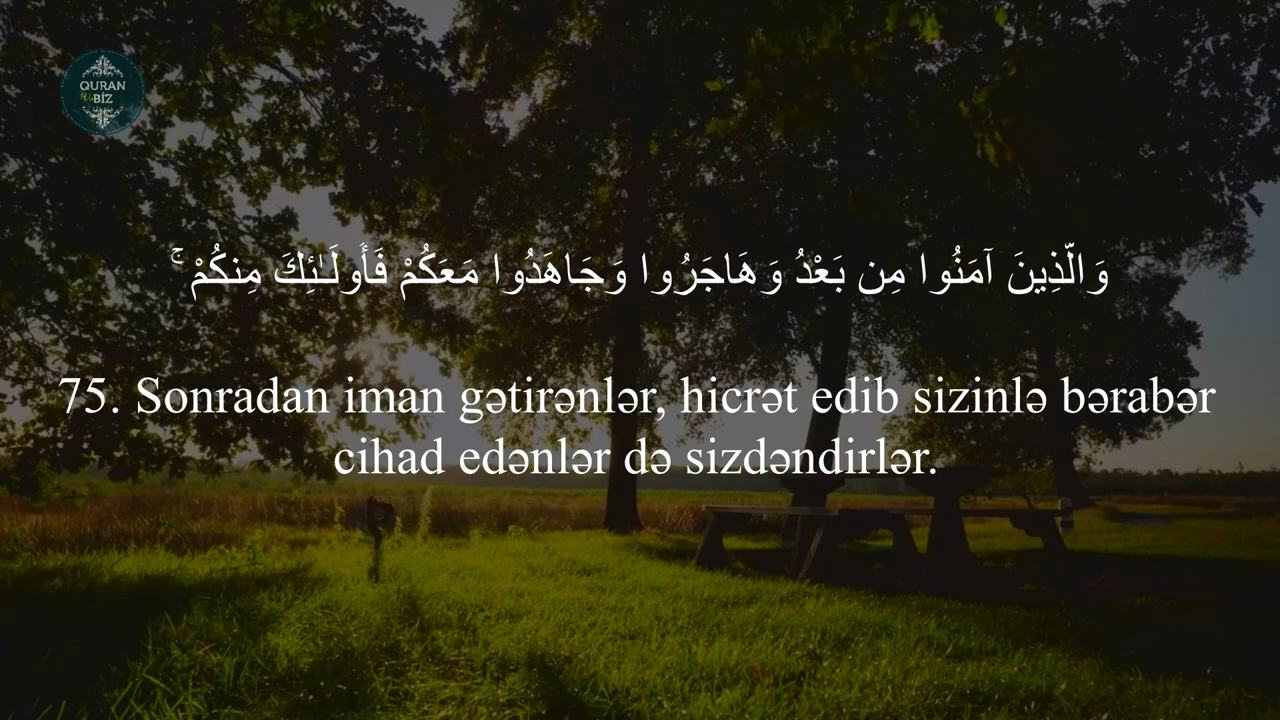 QURAN
Və
BİZ
وَالَّذِينَ آمَنُوا مِن بَعْدُ وَهَاجَرُوا وَجَاهَدُوا مَعَكُمْ فَأُولَـٰئِكَ مِنكُمْ ۚ
75. Sonradan iman gətirənlər, hicrət edib sizinlə bərabər
cihad edənlər də sizdəndirlər.